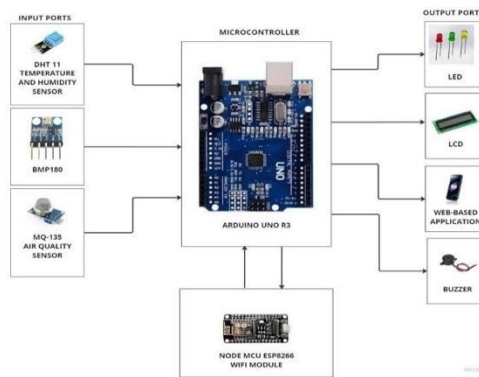 INPUT PORTS
DHT 11
TEMPERATURE
AND HUMIDITY
SENSOR
BMP180
MQ-135
AIR QUALITY
SENSOR
MICROCONTROLLER
UNO
ARDUINO UNO R3
NODE MCU ESP8266
WIFI MODULE
OUTPUT PORT
LED
LCD
WEB-BASED
APPLICATION
BUZZER